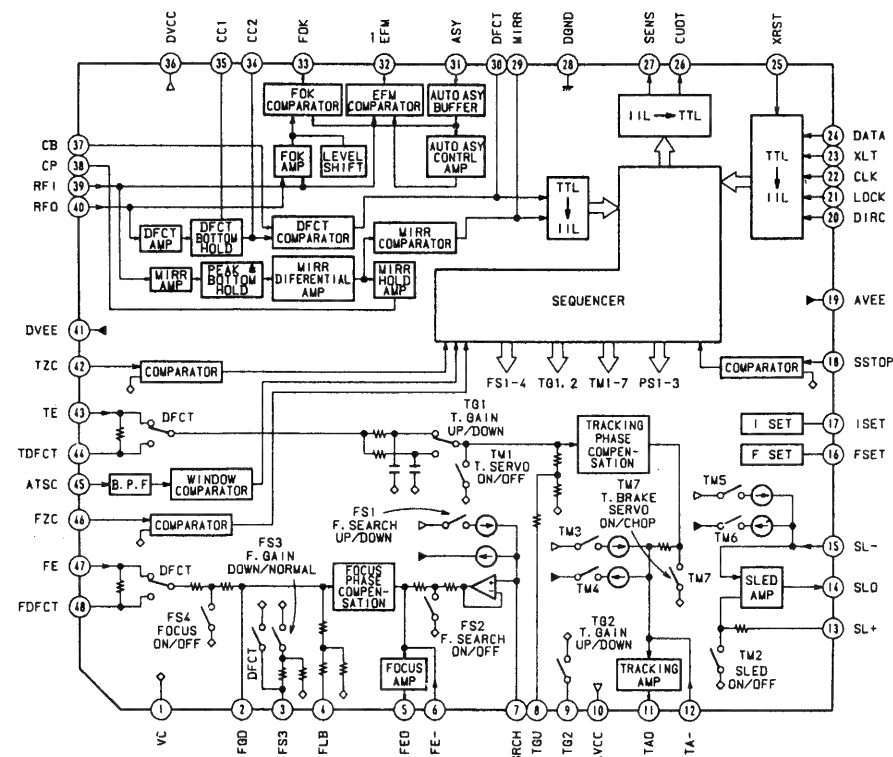 DVCC CC1 CC2 FOK EFM ASY DFCT MIRR DGND SENS CUOT XRST
36 35 34 33 32 31 30 29 28 27 26 25
FOK COMPARATOR
EFM COMPARATOR
AUTO ASY BUFFER
IIL → TTL
CB 37
CP 38
RFI 39
RFO 40
FOK AMP
LEVEL SHIFT
AUTO ASY CONTRL AMP
TTL ↓ IIL
TTL ↓ IIL
24 DATA
23 XLT
22 CLK
21 LOCK
20 DIRC
DFCT AMP
DFCT BOTTOM HOLD
DFCT COMPARATOR
MIRR COMPARATOR
MIRR AMP
PEAK BOTTOM HOLD
MIRR DIFERENTIAL AMP
MIRR HOLD AMP
SEQUENCER
19 AVEE
DVEE 41
TZC 42
COMPARATOR
FS1-4 TG1, 2 TM1-7 PS1-3
COMPARATOR
18 SSTOP
TE 43
DFCT
TG1
T. GAIN
UP/DOWN
TRACKING PHASE COMPENSATION
I SET
17 ISET
F SET
16 FSET
TDFCT 44
TM1
T. SERVO
ON/OFF
ATSC 45
B.P.F
WINDOW COMPARATOR
TM7
T. BRAKE
SERVO
ON/CHOP
TM5
FZC 46
COMPARATOR
FS1
F. SEARCH
UP/DOWN
TM3
TM6
FS3
F. GAIN
DOWN/NORMAL
15 SL-
FE 47
DFCT
FOCUS PHASE COMPENSATION
TM4
TM7
SLED AMP
14 SLO
FDFCT 48
FS4
FOCUS
ON/OFF
DFCT
FS2
F. SEARCH
ON/OFF
TG2
T. GAIN
UP/DOWN
13 SL+
TM2
SLED
ON/OFF
FOCUS AMP
TRACKING AMP
1 2 3 4 5 6 7 8 9 10 11 12
VC FGD FS3 FLB FEO FE- SRCH TGU TG2 AVCC TAO TA-